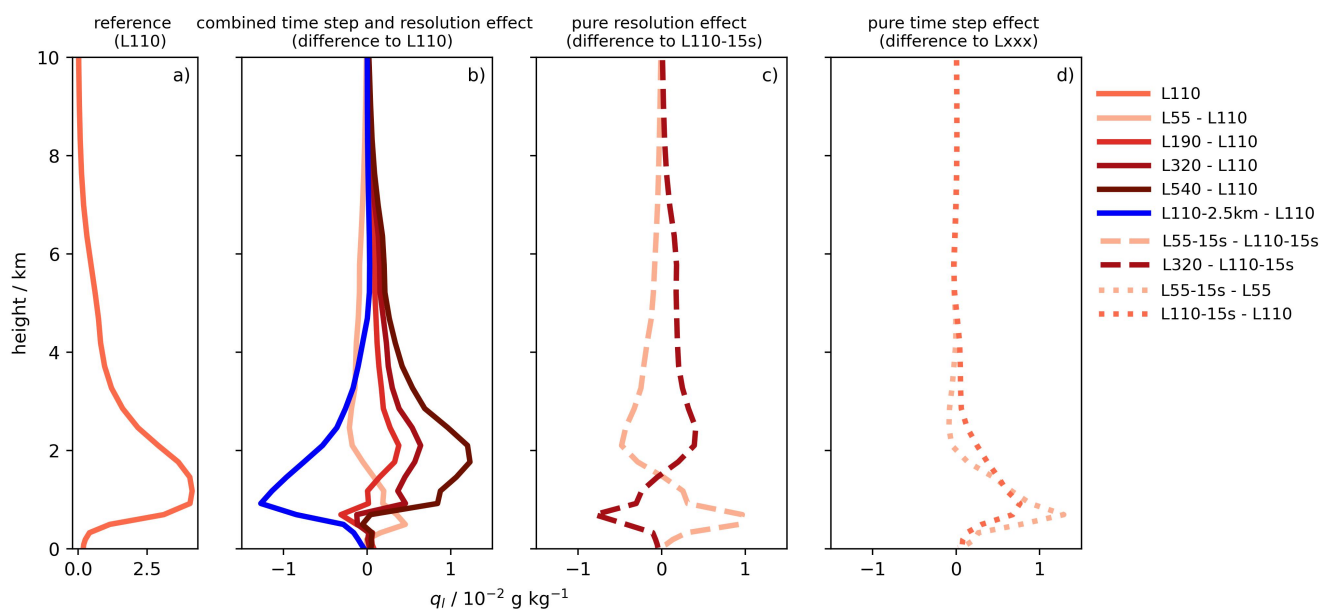 reference
(L110)
combined time step and resolution effect
(difference to L110)
pure resolution effect
(difference to L110-15s)
pure time step effect
(difference to Lxxx)
a)
b)
c)
d)
10
8
6
4
2
0
height / km
0.0 2.5
−1 0 1
−1 0 1
−1 0 1
q_l / 10⁻² g kg⁻¹
L110
L55 - L110
L190 - L110
L320 - L110
L540 - L110
L110-2.5km - L110
L55-15s - L110-15s
L320 - L110-15s
L55-15s - L55
L110-15s - L110